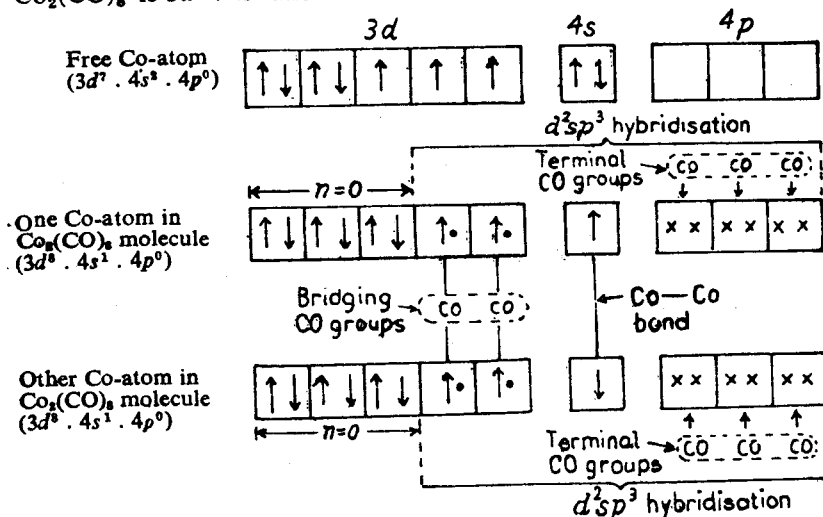 Co₂(CO)₈ is
3d 4s 4p
Free Co-atom
(3d⁷ . 4s² . 4p⁰)
↑↓ ↑↓ ↑ ↑ ↑ ↑↓
d²sp³ hybridisation
Terminal
CO groups
CO CO CO
n=0
One Co-atom in
Co₂(CO)₈ molecule
(3d⁸ . 4s¹ . 4p⁰)
↑↓ ↑↓ ↑↓ ↑• ↑• ↑ ×× ×× ××
Bridging
CO groups
CO CO
Co—Co
bond
Other Co-atom in
Co₂(CO)₈ molecule
(3d⁸ . 4s¹ . 4p⁰)
↑↓ ↑↓ ↑↓ ↑• ↑• ↓ ×× ×× ××
n=0
Terminal
CO groups
CO CO CO
d²sp³ hybridisation